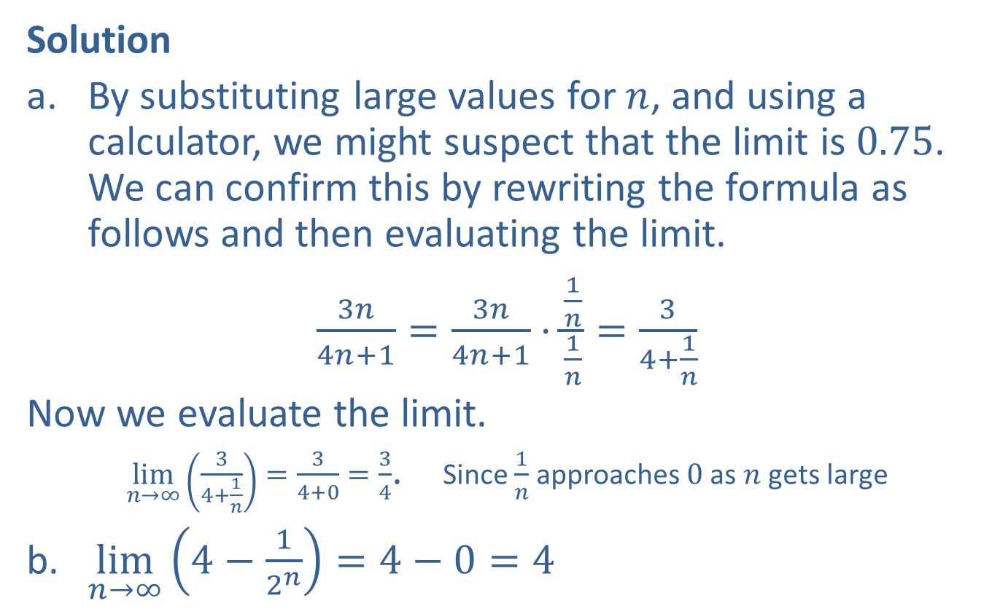 Solution
a. By substituting large values for n, and using a
calculator, we might suspect that the limit is 0.75.
We can confirm this by rewriting the formula as
follows and then evaluating the limit.
\frac{3n}{4n+1} = \frac{3n}{4n+1} \cdot \frac{\frac{1}{n}}{\frac{1}{n}} = \frac{3}{4+\frac{1}{n}}
Now we evaluate the limit.
\lim_{n→∞} \left(\frac{3}{4+\frac{1}{n}}\right) = \frac{3}{4+0} = \frac{3}{4}. Since \frac{1}{n} approaches 0 as n gets large
b. \lim_{n→∞} \left(4 − \frac{1}{2^n}\right) = 4 − 0 = 4